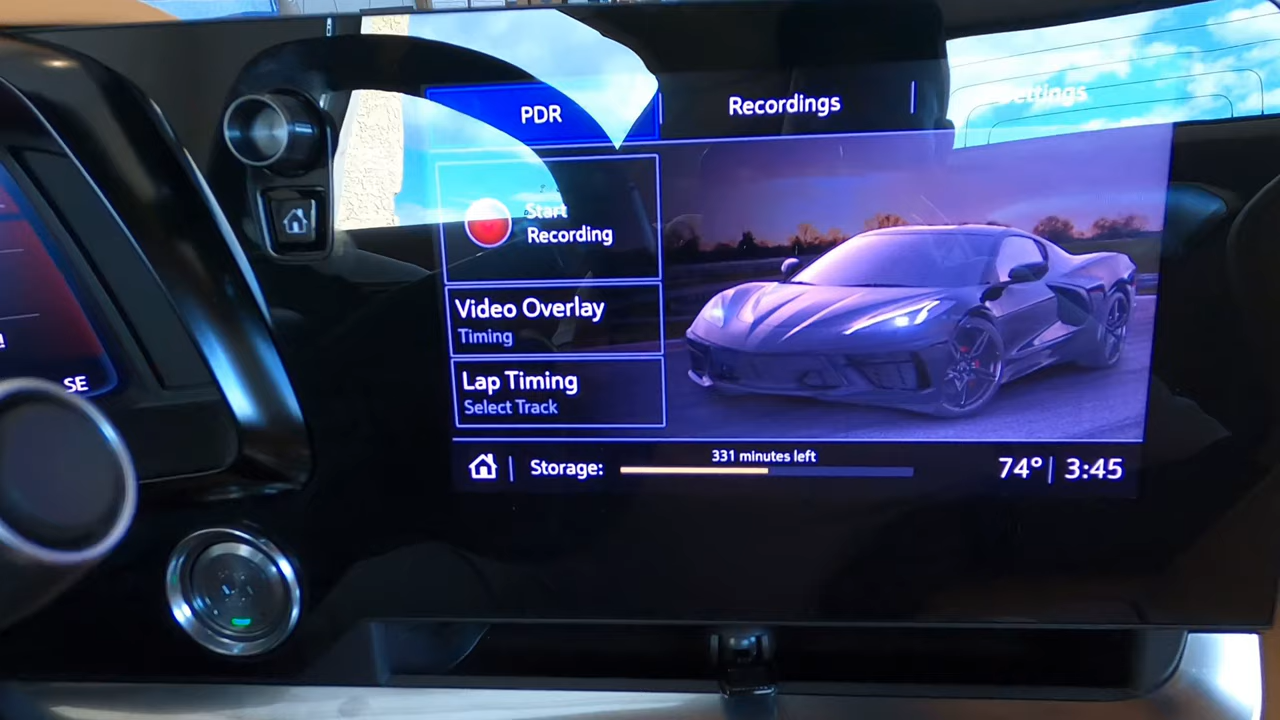 PDR
Recordings
Settings
Start
Recording
Video Overlay
Timing
Lap Timing
Select Track
331 minutes left
Storage:
74° | 3:45
SE